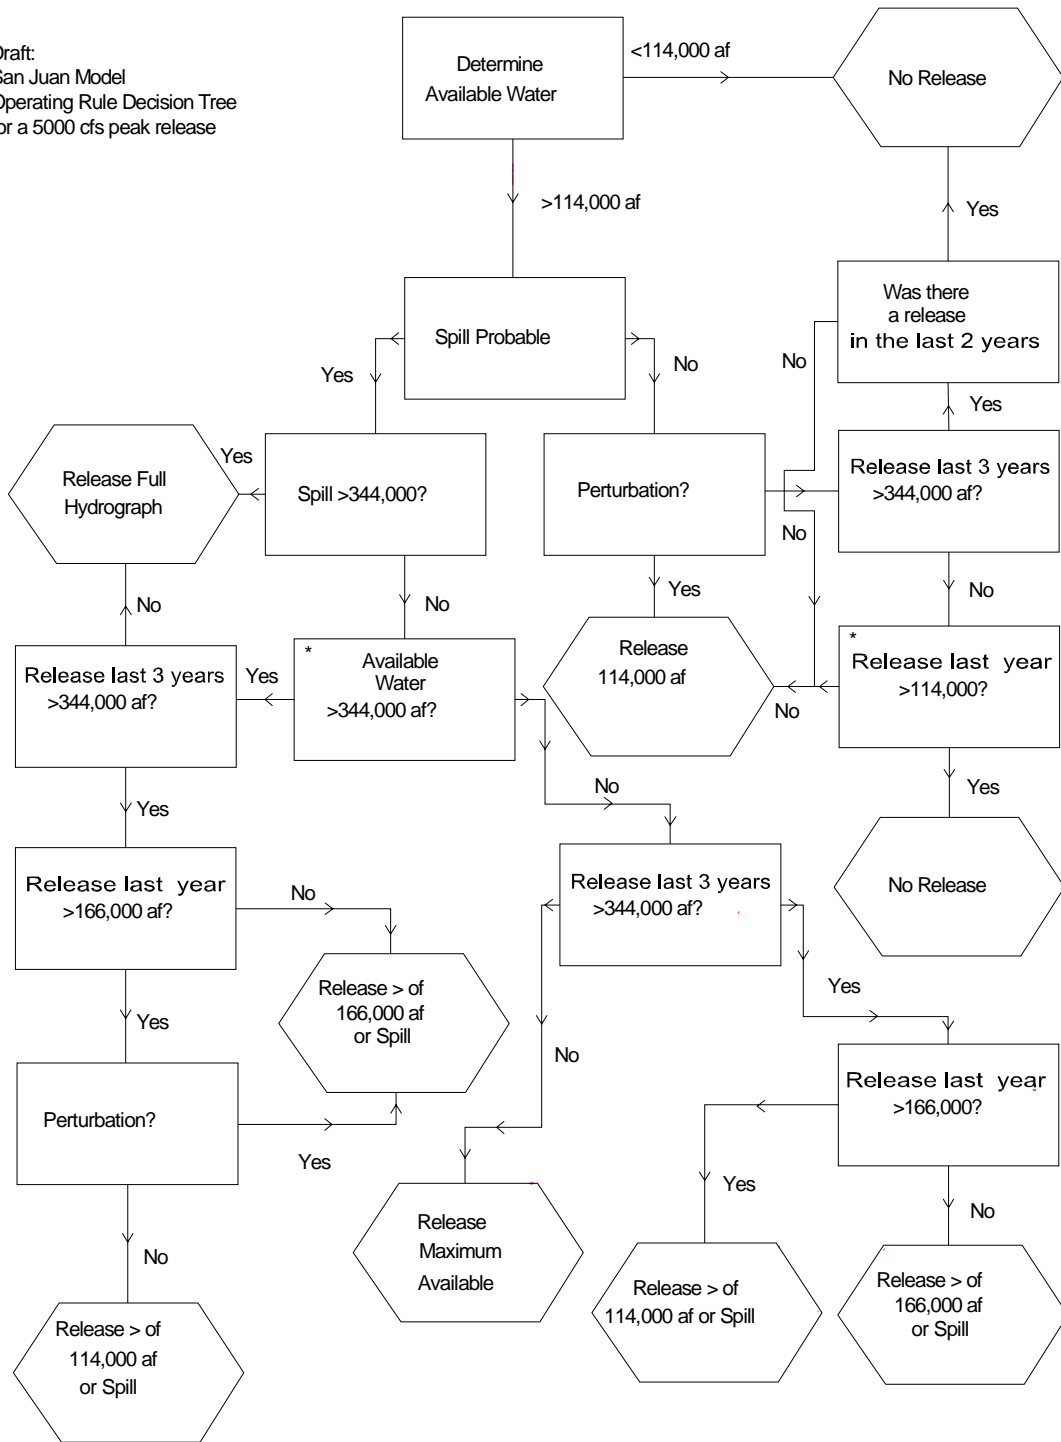 Draft:
San Juan Model
Operating Rule Decision Tree
or a 5000 cfs peak release
Determine
Available Water
<114,000 af
No Release
>114,000 af
Yes
Was there
a release
in the last 2 years
No
Spill Probable
Yes
No
Yes
Release Full
Hydrograph
Yes
Spill >344,000?
Perturbation?
Release last 3 years
>344,000 af?
No
No
No
Yes
No
Release last 3 years
>344,000 af?
Yes
*
Available
Water
>344,000 af?
Release
114,000 af
No
*
Release last year
>114,000?
Yes
No
Yes
Release last year
>166,000 af?
No
Release last 3 years
>344,000 af?
No Release
Yes
Release > of
166,000 af
or Spill
No
Yes
Perturbation?
Yes
Release last year
>166,000?
Yes
No
No
Release
Maximum
Available
Release > of
114,000 af or Spill
Release > of
166,000 af
or Spill
Release > of
114,000 af
or Spill